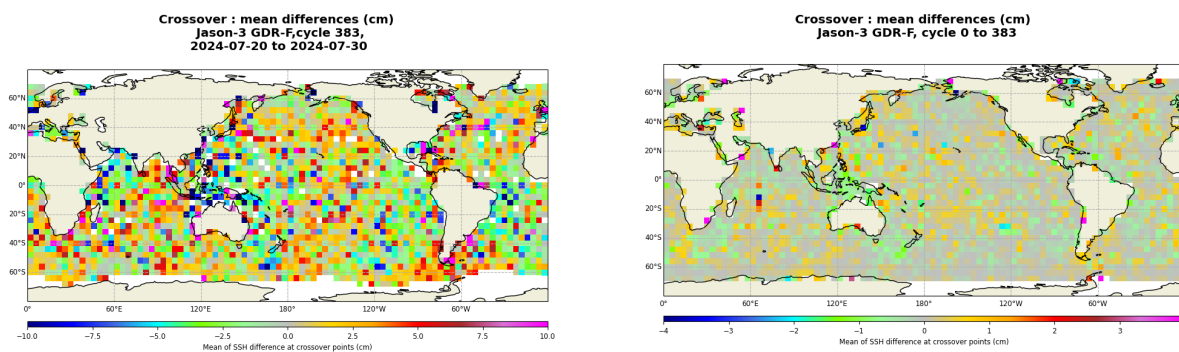 Crossover : mean differences (cm)
Jason-3 GDR-F,cycle 383,
2024-07-20 to 2024-07-30
60°N
40°N
20°N
0°
20°S
40°S
60°S
0°
60°E
120°E
180°
120°W
60°W
−10.0
−7.5
−5.0
−2.5
0.0
2.5
5.0
7.5
10.0
Mean of SSH difference at crossover points (cm)
Crossover : mean differences (cm)
Jason-3 GDR-F, cycle 0 to 383
60°N
40°N
20°N
0°
20°S
40°S
60°S
0°
60°E
120°E
180°
120°W
60°W
−4
−3
−2
−1
0
1
2
3
Mean of SSH difference at crossover points (cm)